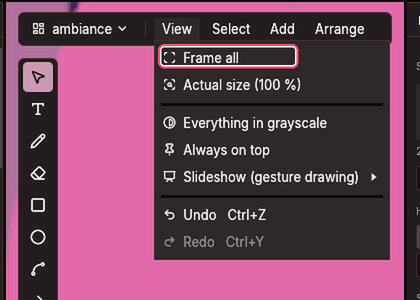 ambiance View Select Add Arrange
Frame all
Actual size (100 %)
Everything in grayscale
Always on top
Slideshow (gesture drawing)
Undo Ctrl+Z
Redo Ctrl+Y